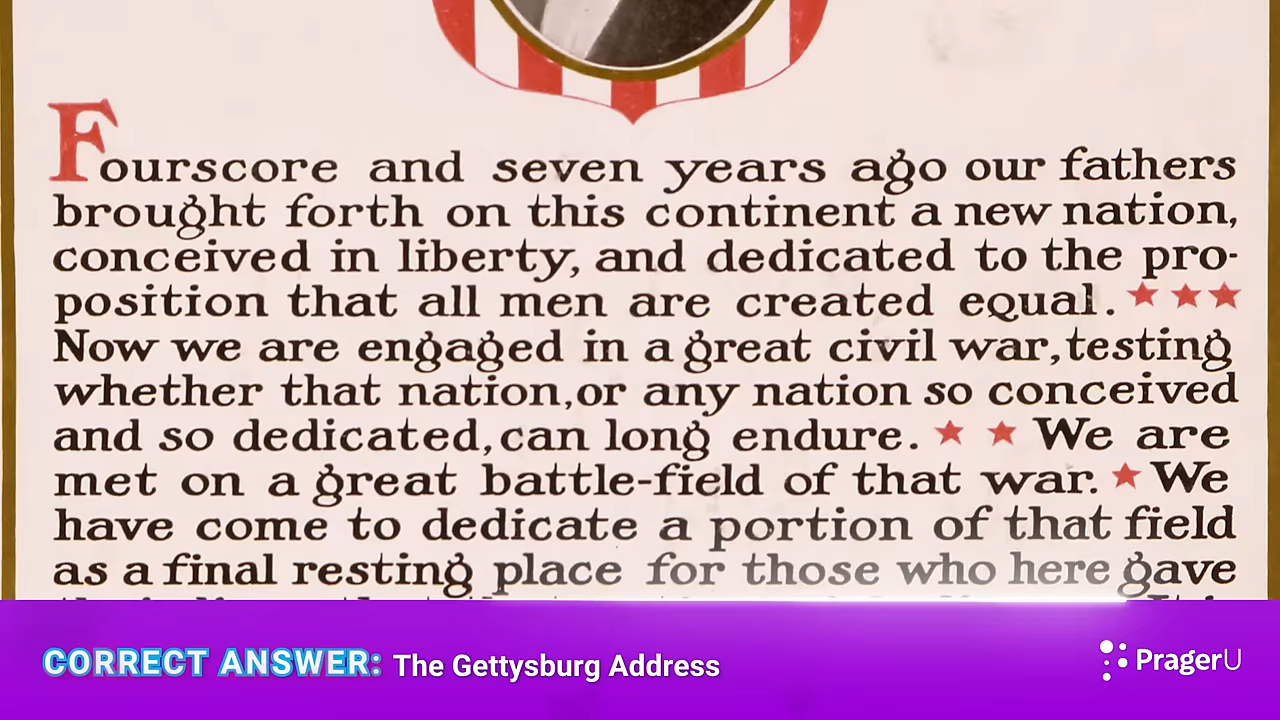 Fourscore and seven years ago our fathers
brought forth on this continent a new nation,
conceived in liberty, and dedicated to the pro-
position that all men are created equal. ★ ★ ★
Now we are engaged in a great civil war, testing
whether that nation, or any nation so conceived
and so dedicated, can long endure. ★ ★ We are
met on a great battle-field of that war. ★ We
have come to dedicate a portion of that field
as a final resting place for those who here gave
CORRECT ANSWER: The Gettysburg Address
PragerU